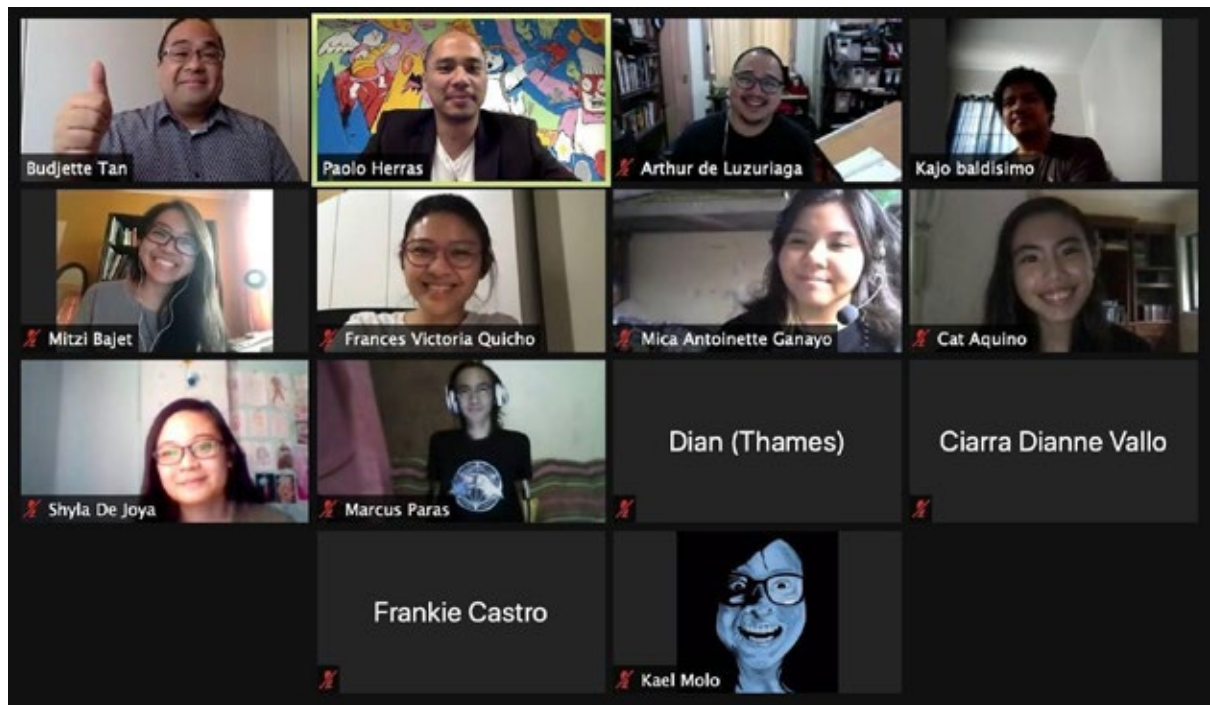 Budjette Tan
Paolo Herras
Arthur de Luzuriaga
Kajo baldisimo
Mitzi Bajet
Frances Victoria Quicho
Mica Antoinette Ganayo
Cat Aquino
Shyla De Joya
Marcus Paras
Dian (Thames)
Ciarra Dianne Vallo
Frankie Castro
Kael Molo